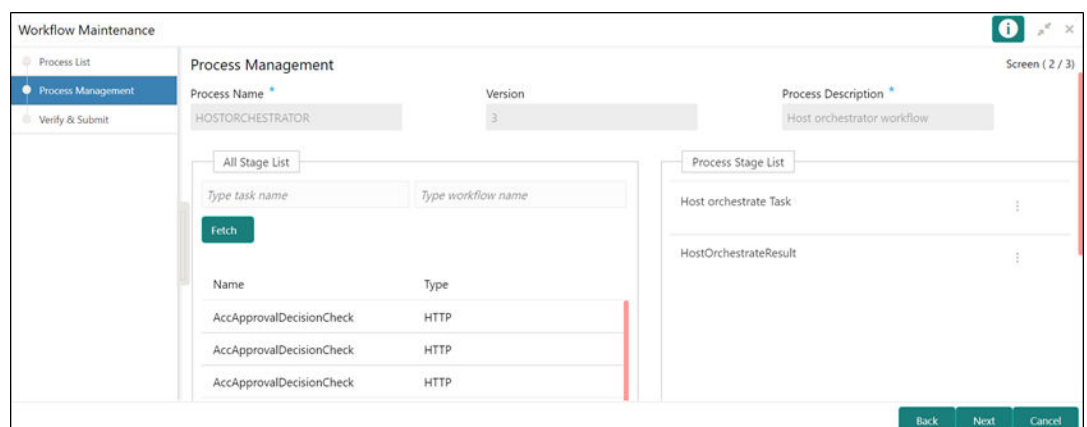 Workflow Maintenance
Process List
Process Management
Verify & Submit
Process Management
Screen ( 2 / 3)
Process Name *
Version
Process Description *
HOSTORCHESTRATOR
3
Host orchestrator workflow
All Stage List
Type task name
Type workflow name
Fetch
Name
Type
AccApprovalDecisionCheck
HTTP
AccApprovalDecisionCheck
HTTP
AccApprovalDecisionCheck
HTTP
Process Stage List
Host orchestrate Task
HostOrchestrateResult
Back
Next
Cancel